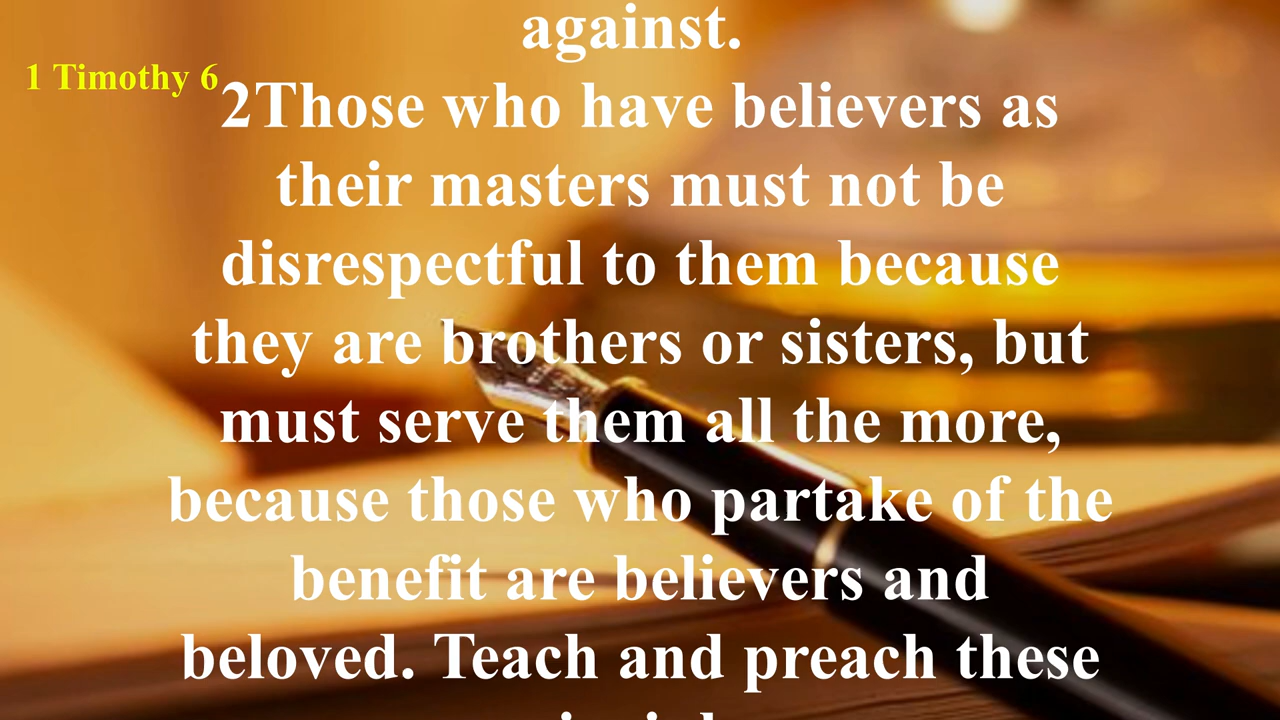 against.
1 Timothy 6
2Those who have believers as
their masters must not be
disrespectful to them because
they are brothers or sisters, but
must serve them all the more,
because those who partake of the
benefit are believers and
beloved. Teach and preach these